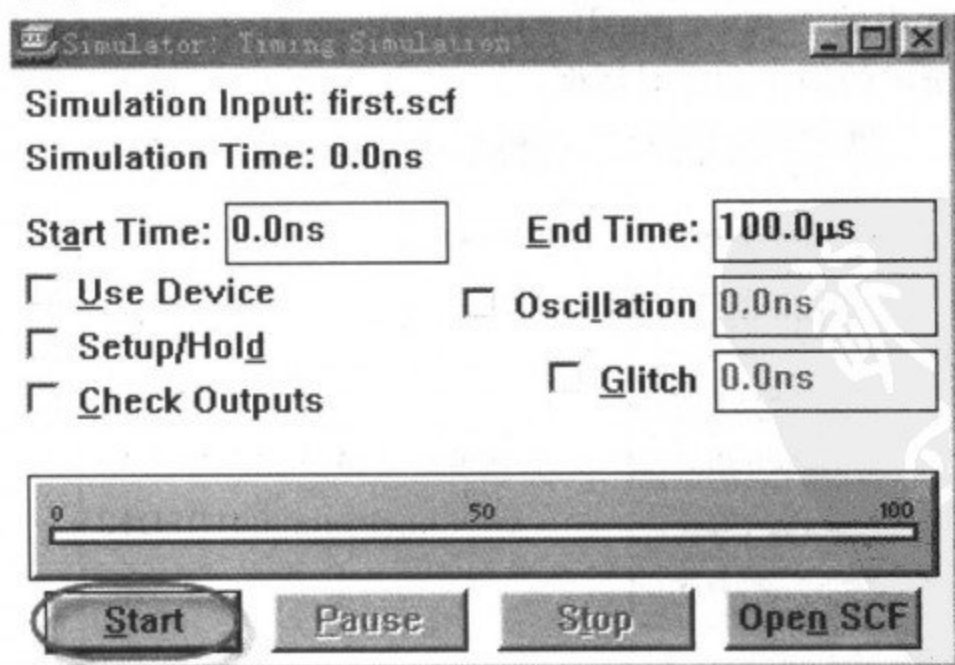 Simulator: Timing Simulation
Simulation Input: first.scf
Simulation Time: 0.0ns
Start Time: 0.0ns End Time: 100.0µs
Use Device Oscillation 0.0ns
Setup/Hold Glitch 0.0ns
Check Outputs
0 50 100
Start Pause Stop Open SCF